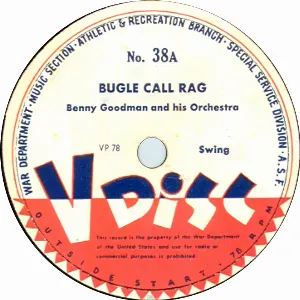 WAR DEPARTMENT · MUSIC SECTION · ATHLETIC & RECREATION BRANCH · SPECIAL SERVICE DIVISION · A.S.F.
No. 38A
BUGLE CALL RAG
Benny Goodman and his Orchestra
VP 78
Swing
V Disc
This record is the property of the War Department
of the United States and use for radio or
commercial purposes is prohibited.
OUTSIDE START · 78 RPM